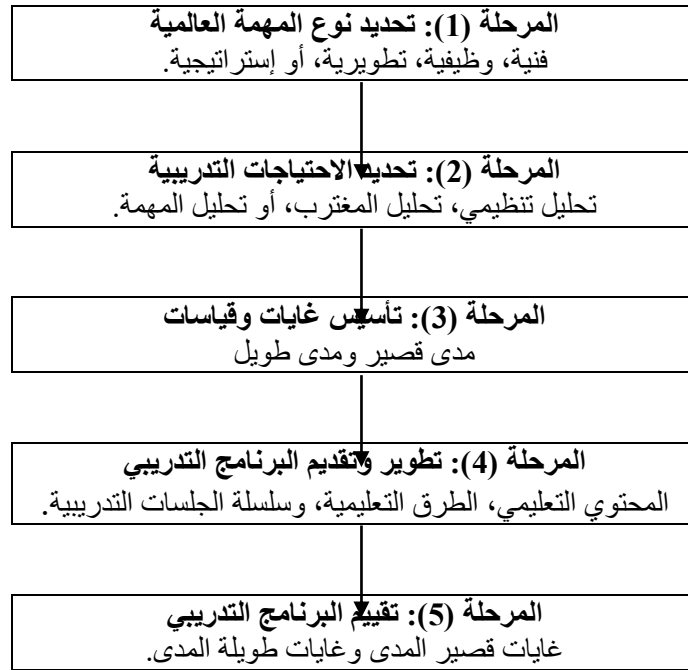 المرحلة (1): تحديد نوع المهمة العالمية
فنية، وظيفية، تطويرية، أو إستراتيجية.
المرحلة (2): تحديد الاحتياجات التدريبية
تحليل تنظيمي، تحليل المغترب، أو تحليل المهمة.
المرحلة (3): تأسيس غايات وقياسات
مدى قصير ومدى طويل
المرحلة (4): تطوير وتقديم البرنامج التدريبي
المحتوي التعليمي، الطرق التعليمية، وسلسلة الجلسات التدريبية.
المرحلة (5): تقييم البرنامج التدريبي
غايات قصير المدى وغايات طويلة المدى.